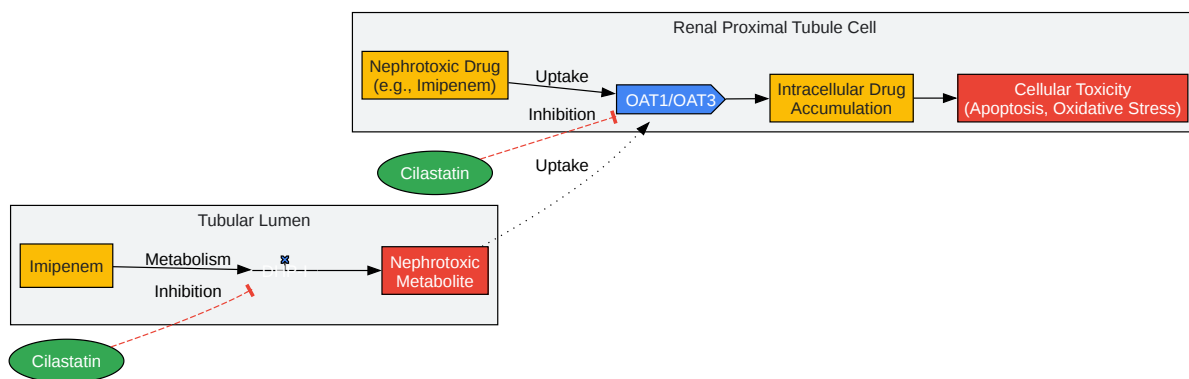 Renal Proximal Tubule Cell
Nephrotoxic Drug
(e.g., Imipenem)
Uptake
OAT1/OAT3
Intracellular Drug
Accumulation
Cellular Toxicity
(Apoptosis, Oxidative Stress)
Inhibition
Cilastatin
Uptake
Tubular Lumen
Imipenem
Metabolism
Nephrotoxic
Metabolite
Inhibition
Cilastatin